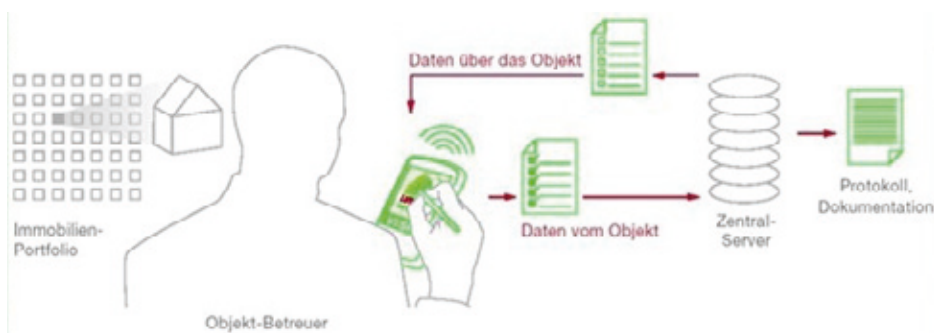 Daten über das Objekt
Immobilien-
Portfolio
Daten vom Objekt
Zentral-
Server
Protokoll,
Dokumentation
Objekt-Betreuer